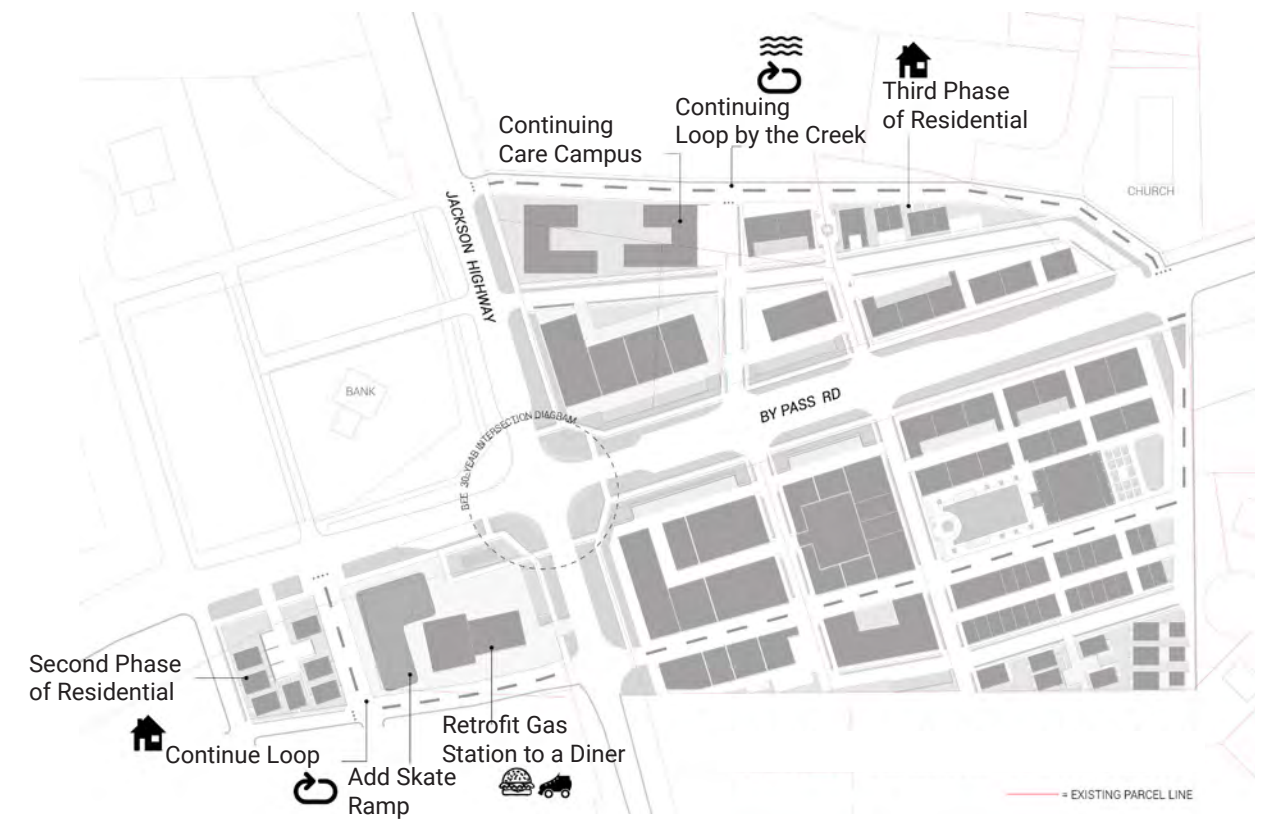 Third Phase
of Residential
Continuing
Loop by the Creek
Continuing
Care Campus
CHURCH
JACKSON HIGHWAY
BANK
BY PASS RD
SEE 30-YEAR INTERSECTION DIAGRAM
Second Phase
of Residential
Continue Loop
Add Skate
Ramp
Retrofit Gas
Station to a Diner
= EXISTING PARCEL LINE